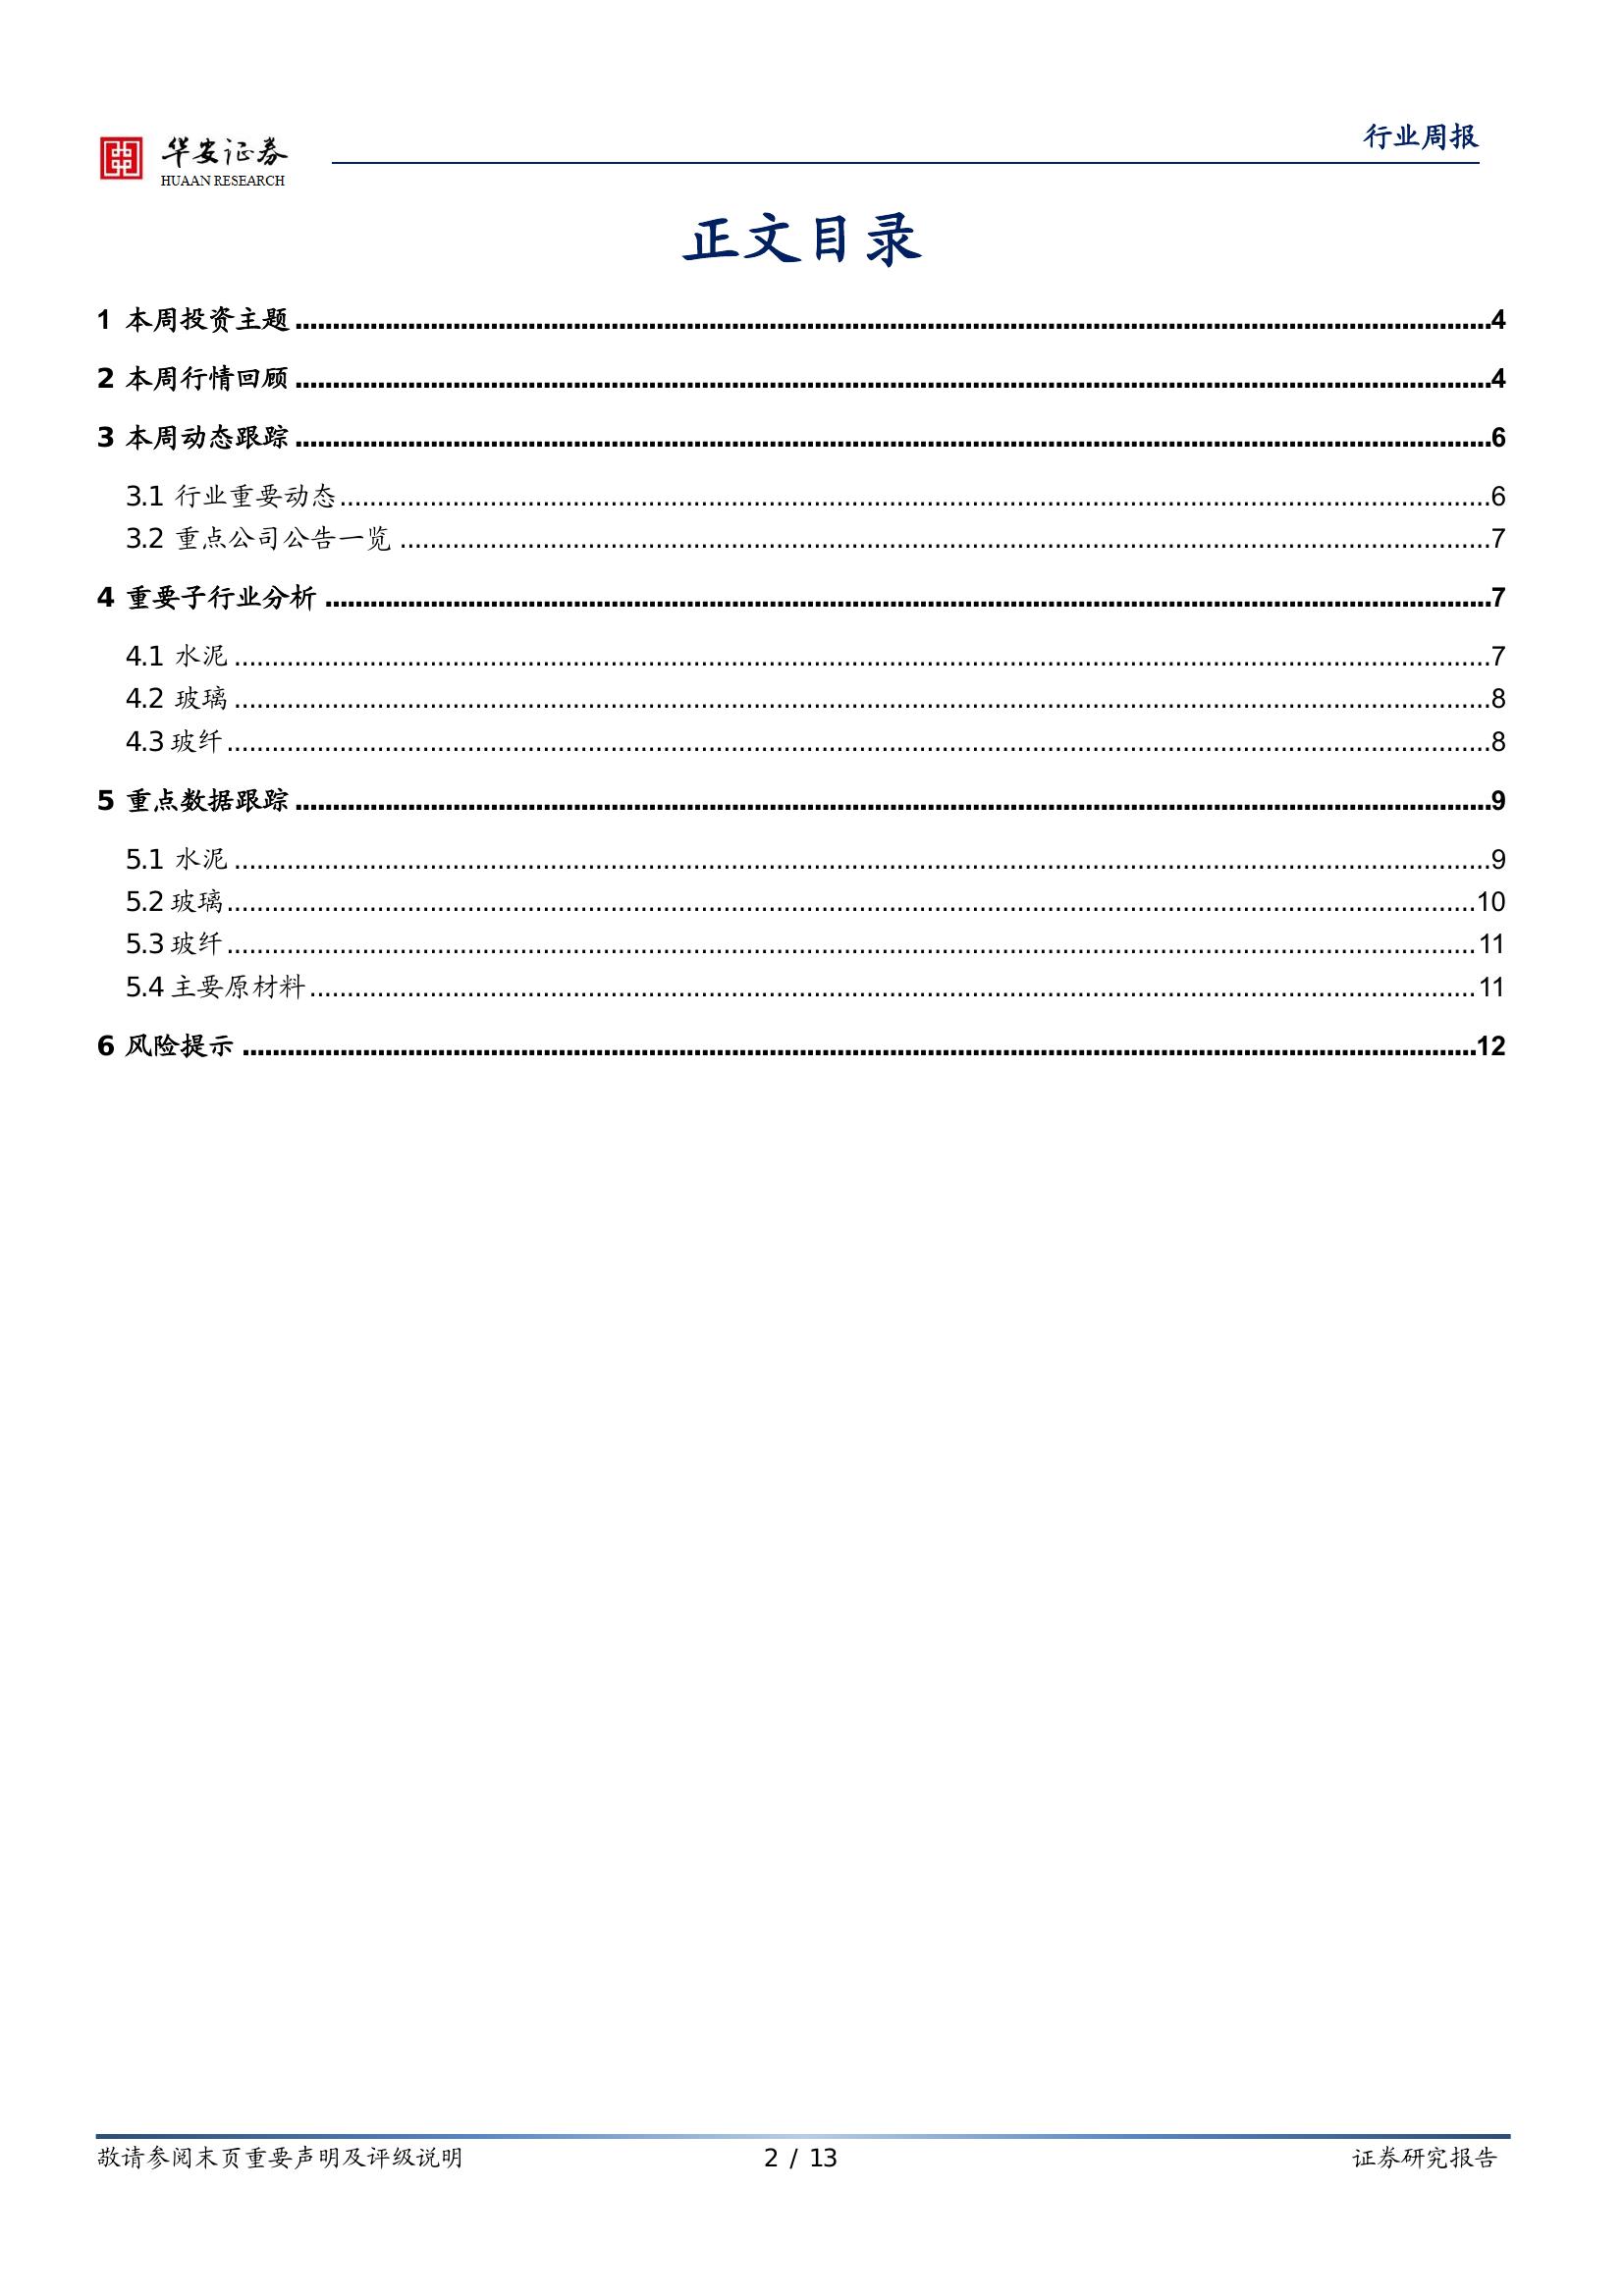 华安证券
HUAAN RESEARCH
行业周报
正文目录
1 本周投资主题 ........................ 4
2 本周行情回顾 ........................ 4
3 本周动态跟踪 ........................ 6
3.1 行业重要动态 ........................ 6
3.2 重点公司公告一览 ........................ 7
4 重要子行业分析 ........................ 7
4.1 水泥 ........................ 7
4.2 玻璃 ........................ 8
4.3 玻纤 ........................ 8
5 重点数据跟踪 ........................ 9
5.1 水泥 ........................ 9
5.2 玻璃 ........................ 10
5.3 玻纤 ........................ 11
5.4 主要原材料 ........................ 11
6 风险提示 ........................ 12
敬请参阅末页重要声明及评级说明 2 / 13 证券研究报告